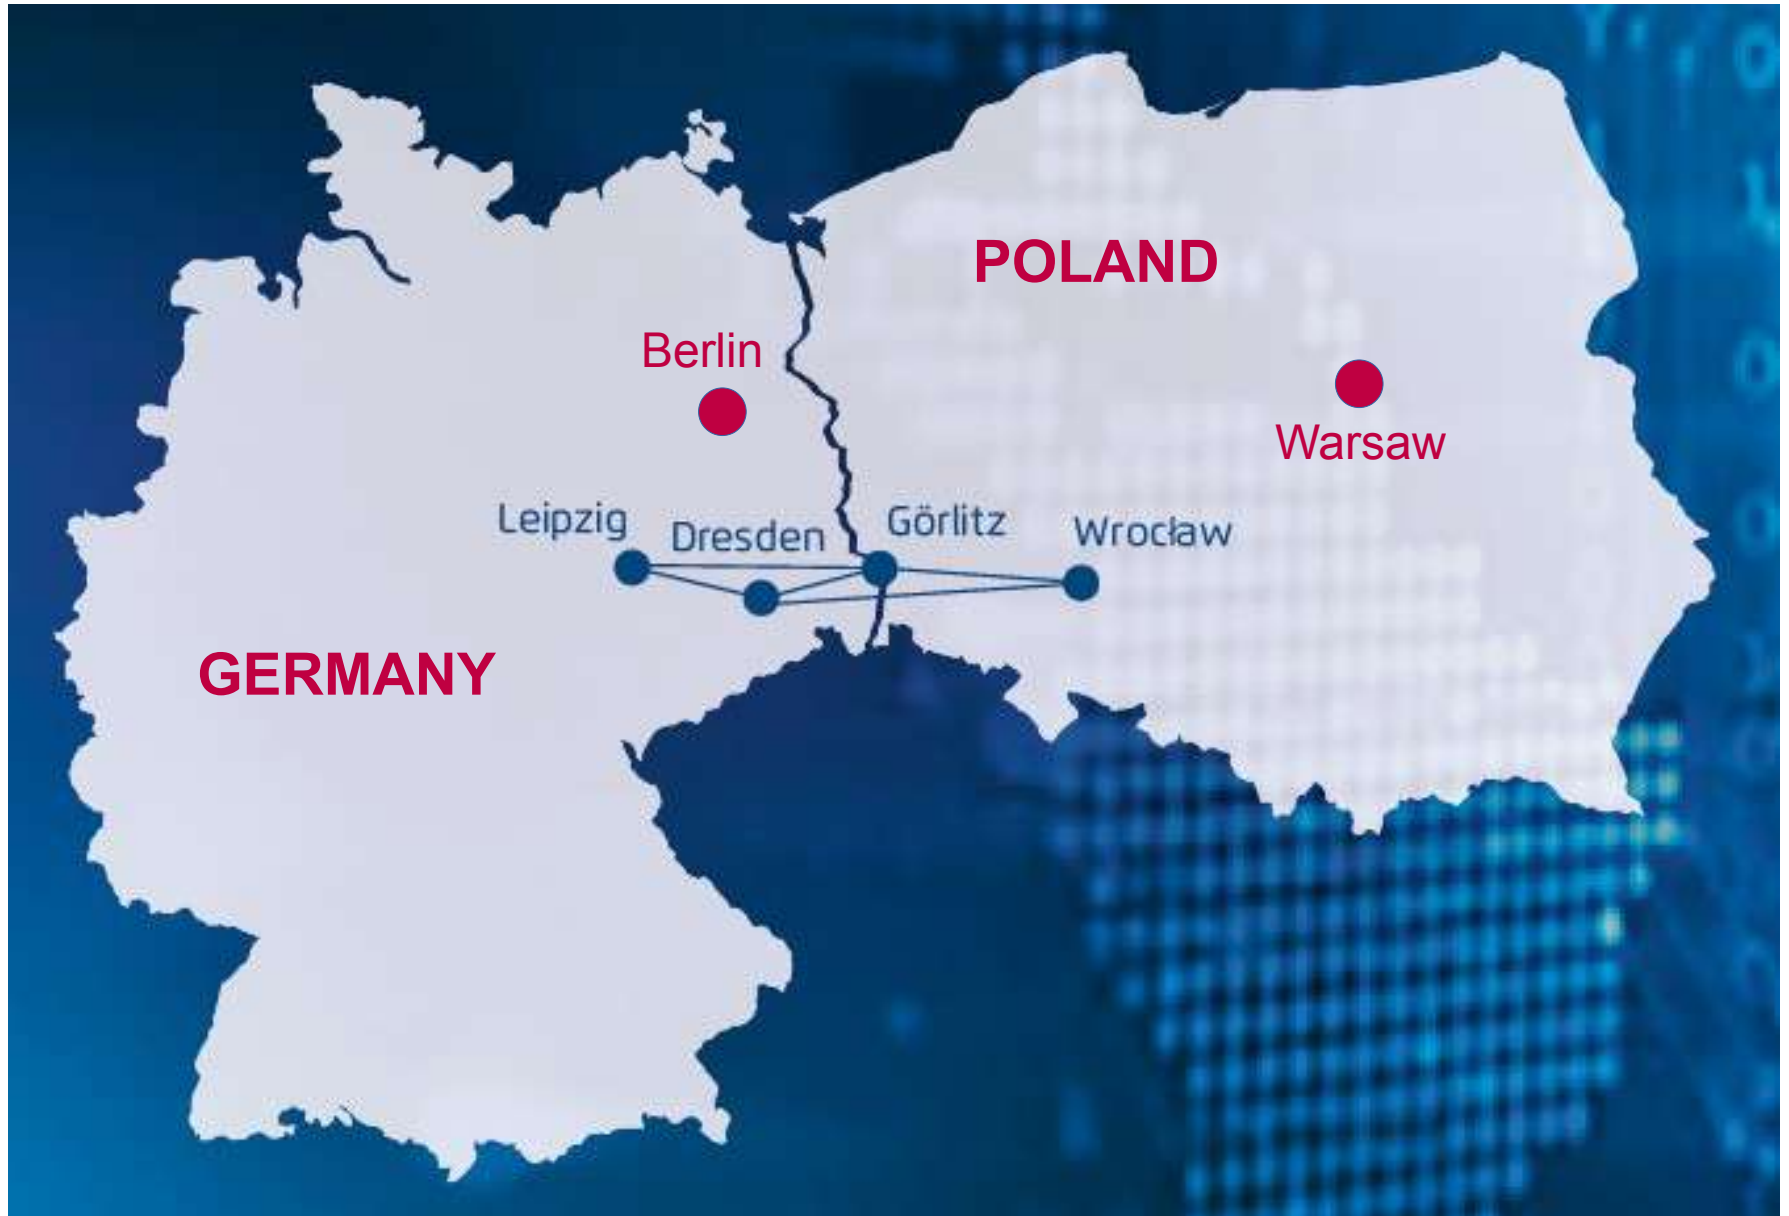 POLAND
Berlin
Warsaw
Leipzig
Dresden
Görlitz
Wrocław
GERMANY